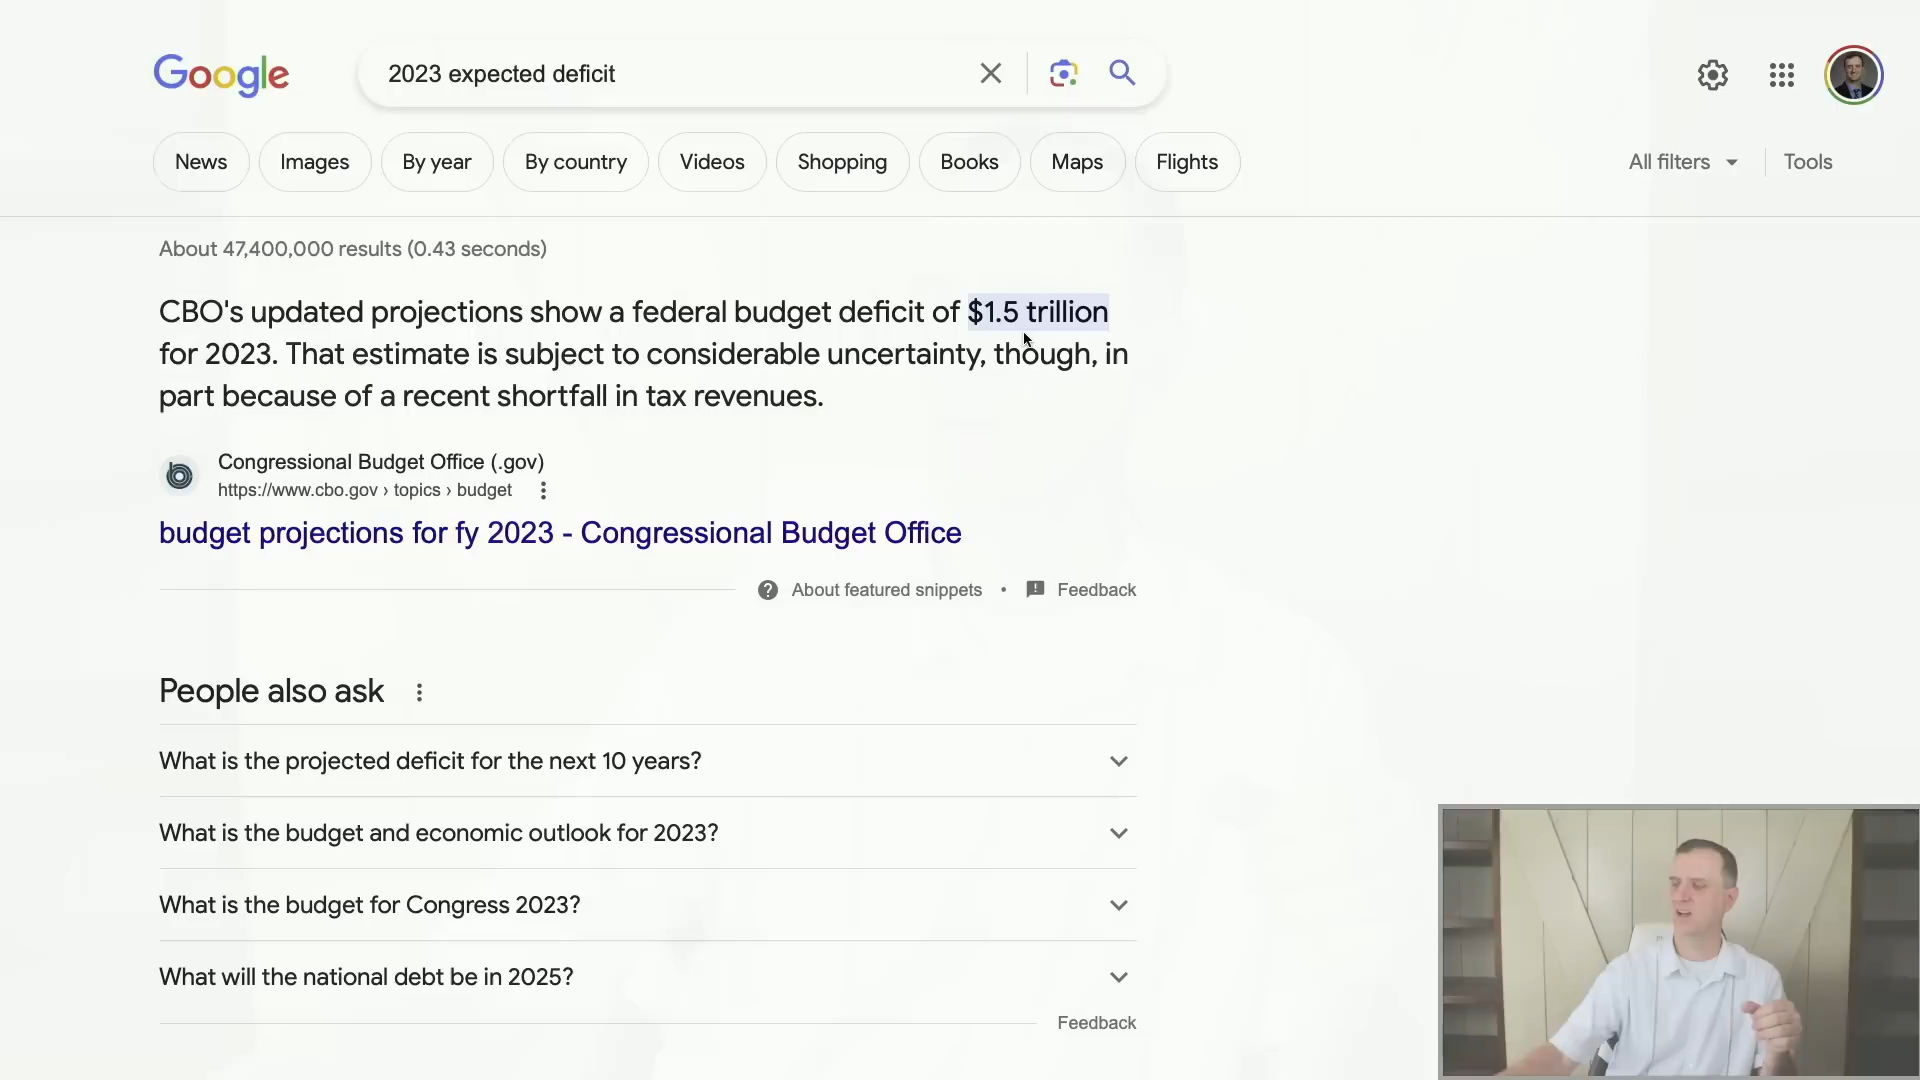 Google
2023 expected deficit
News
Images
By year
By country
Videos
Shopping
Books
Maps
Flights
All filters
Tools
About 47,400,000 results (0.43 seconds)
CBO's updated projections show a federal budget deficit of $1.5 trillion
for 2023. That estimate is subject to considerable uncertainty, though, in
part because of a recent shortfall in tax revenues.
Congressional Budget Office (.gov)
https://www.cbo.gov › topics › budget
budget projections for fy 2023 - Congressional Budget Office
About featured snippets • Feedback
People also ask
What is the projected deficit for the next 10 years?
What is the budget and economic outlook for 2023?
What is the budget for Congress 2023?
What will the national debt be in 2025?
Feedback